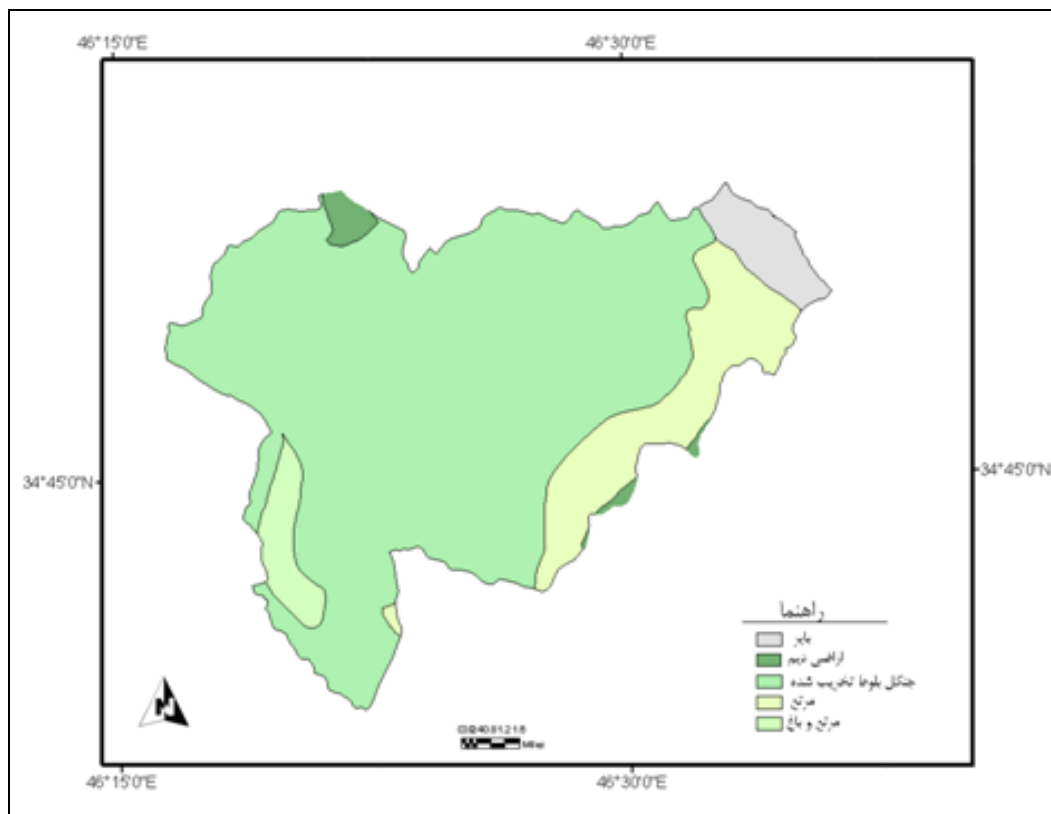 46°15'0"E 46°30'0"E
34°45'0"N 34°45'0"N
راهنما
بایر
اراضی دیم
جنگل بلوط تخریب شده
مرتع
مرتع و باغ
N
Miles
46°15'0"E 46°30'0"E